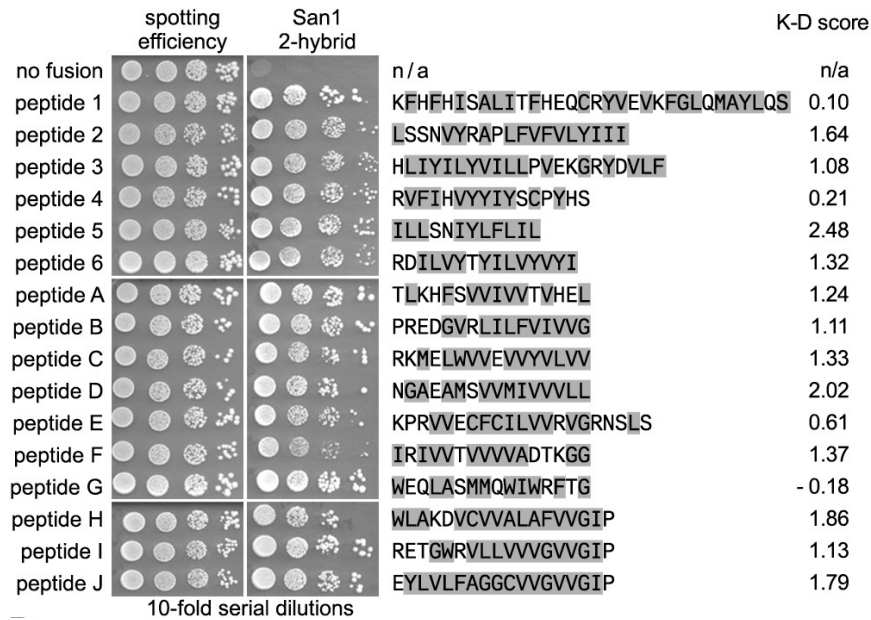 spotting efficiency San1 2-hybrid K-D score
no fusion n/a n/a
peptide 1 KFHFHISALITFHEQCRYVEVKFGLQMAYLQS 0.10
peptide 2 LSSNVYRAPLFVFVLYIII 1.64
peptide 3 HLIYILYVILLPVEKGRYDVLF 1.08
peptide 4 RVFIHVYYIYSCPYHS 0.21
peptide 5 ILLSNIYLFLIL 2.48
peptide 6 RDILVYTYILVYVYI 1.32
peptide A TLKHFSVVIVVTVHEL 1.24
peptide B PREDGVRLILFVIVVG 1.11
peptide C RKMELWVVEVVYVLVV 1.33
peptide D NGAEAMSVVMIVVVLL 2.02
peptide E KPRVVECFCILVVRVGRNSLS 0.61
peptide F IRIVVTVVVVADTKGG 1.37
peptide G WEQLASMMQWIWRFTG - 0.18
peptide H WLAKDVCVVALAFVVGIP 1.86
peptide I RETGWRVLLVVVGVVGIP 1.13
peptide J EYLVLFAGGCVVGVVGIP 1.79
10-fold serial dilutions